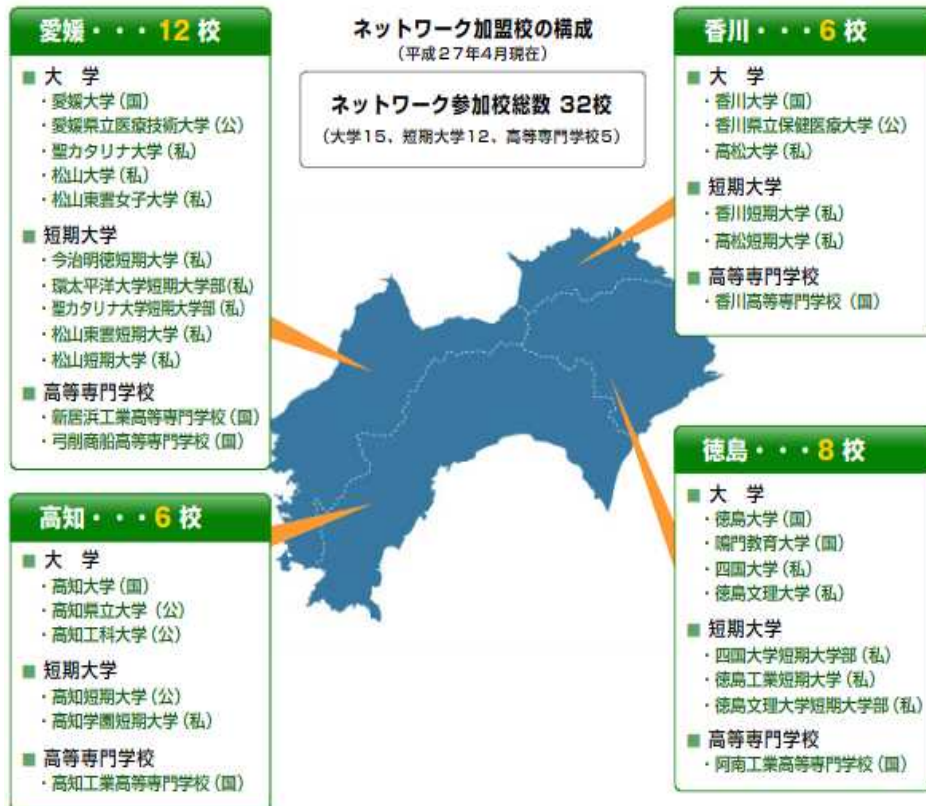 ネットワーク加盟校の構成
（平成27年4月現在）
ネットワーク参加校総数 32校
（大学15、短期大学12、高等専門学校5）
愛媛・・・12校
■ 大　学
・愛媛大学（国）
・愛媛県立医療技術大学（公）
・聖カタリナ大学（私）
・松山大学（私）
・松山東雲女子大学（私）
■ 短期大学
・今治明徳短期大学（私）
・環太平洋大学短期大学部（私）
・聖カタリナ大学短期大学部（私）
・松山東雲短期大学（私）
・松山短期大学（私）
■ 高等専門学校
・新居浜工業高等専門学校（国）
・弓削商船高等専門学校（国）
香川・・・6校
■ 大　学
・香川大学（国）
・香川県立保健医療大学（公）
・高松大学（私）
■ 短期大学
・香川短期大学（私）
・高松短期大学（私）
■ 高等専門学校
・香川高等専門学校（国）
高知・・・6校
■ 大　学
・高知大学（国）
・高知県立大学（公）
・高知工科大学（公）
■ 短期大学
・高知短期大学（公）
・高知学園短期大学（私）
■ 高等専門学校
・高知工業高等専門学校（国）
徳島・・・8校
■ 大　学
・徳島大学（国）
・鳴門教育大学（国）
・四国大学（私）
・徳島文理大学（私）
■ 短期大学
・四国大学短期大学部（私）
・徳島工業短期大学（私）
・徳島文理大学短期大学部（私）
■ 高等専門学校
・阿南工業高等専門学校（国）